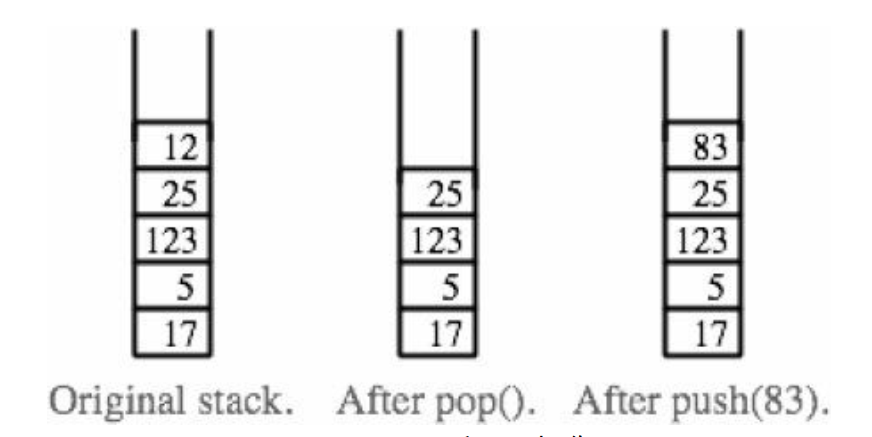 12 83
25 25 25
123 123 123
5 5 5
17 17 17
Original stack. After pop(). After push(83).